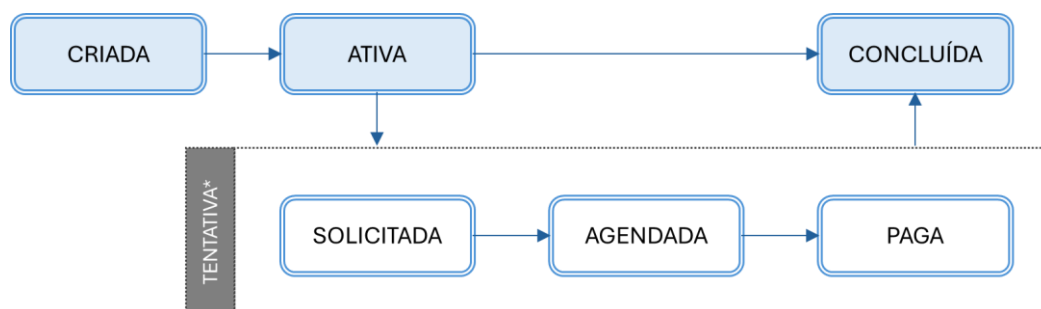 CRIADA
ATIVA
CONCLUÍDA
TENTATIVA*
SOLICITADA
AGENDADA
PAGA